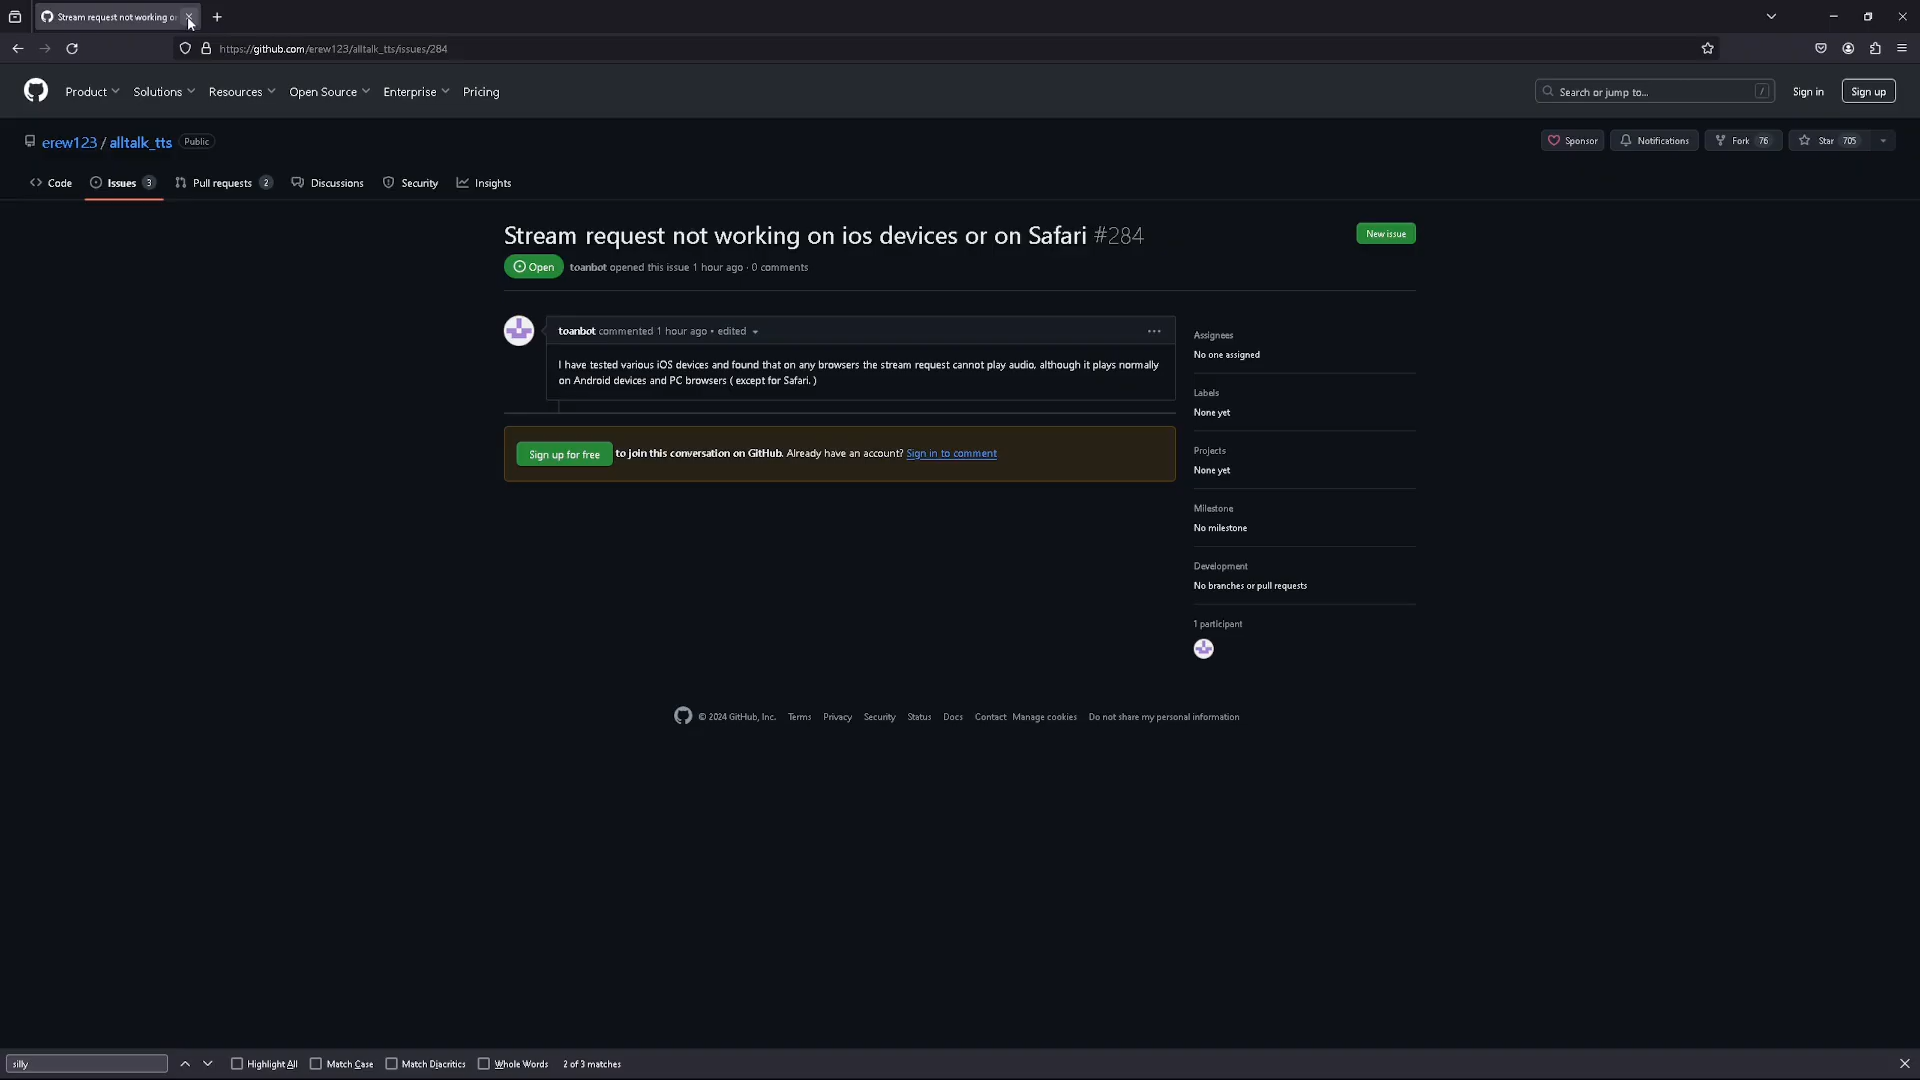 Stream request not working or
https://github.com/erew123/alltalk_tts/issues/284
Product Solutions Resources Open Source Enterprise Pricing
Search or jump to... /
Sign in
Sign up
erew123 / alltalk_tts Public
Sponsor
Notifications
Fork 76
Star 705
Code
Issues 3
Pull requests 2
Discussions
Security
Insights
Stream request not working on ios devices or on Safari #284
New issue
Open
toanbot opened this issue 1 hour ago · 0 comments
toanbot commented 1 hour ago • edited
I have tested various iOS devices and found that on any browsers the stream request cannot play audio, although it plays normally
on Android devices and PC browsers ( except for Safari. )
Sign up for free to join this conversation on GitHub. Already have an account? Sign in to comment
Assignees
No one assigned
Labels
None yet
Projects
None yet
Milestone
No milestone
Development
No branches or pull requests
1 participant
© 2024 GitHub, Inc. Terms Privacy Security Status Docs Contact Manage cookies Do not share my personal information
silly
Highlight All Match Case Match Diacritics Whole Words 2 of 3 matches